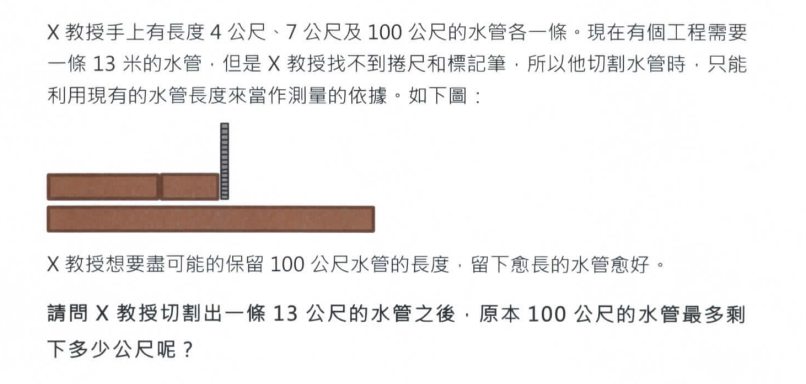 X 教授手上有長度 4 公尺、7 公尺及 100 公尺的水管各一條。現在有個工程需要
一條 13 米的水管，但是 X 教授找不到捲尺和標記筆，所以他切割水管時，只能
利用現有的水管長度來當作測量的依據。如下圖：
X 教授想要盡可能的保留 100 公尺水管的長度，留下愈長的水管愈好。
請問 X 教授切割出一條 13 公尺的水管之後，原本 100 公尺的水管最多剩
下多少公尺呢？